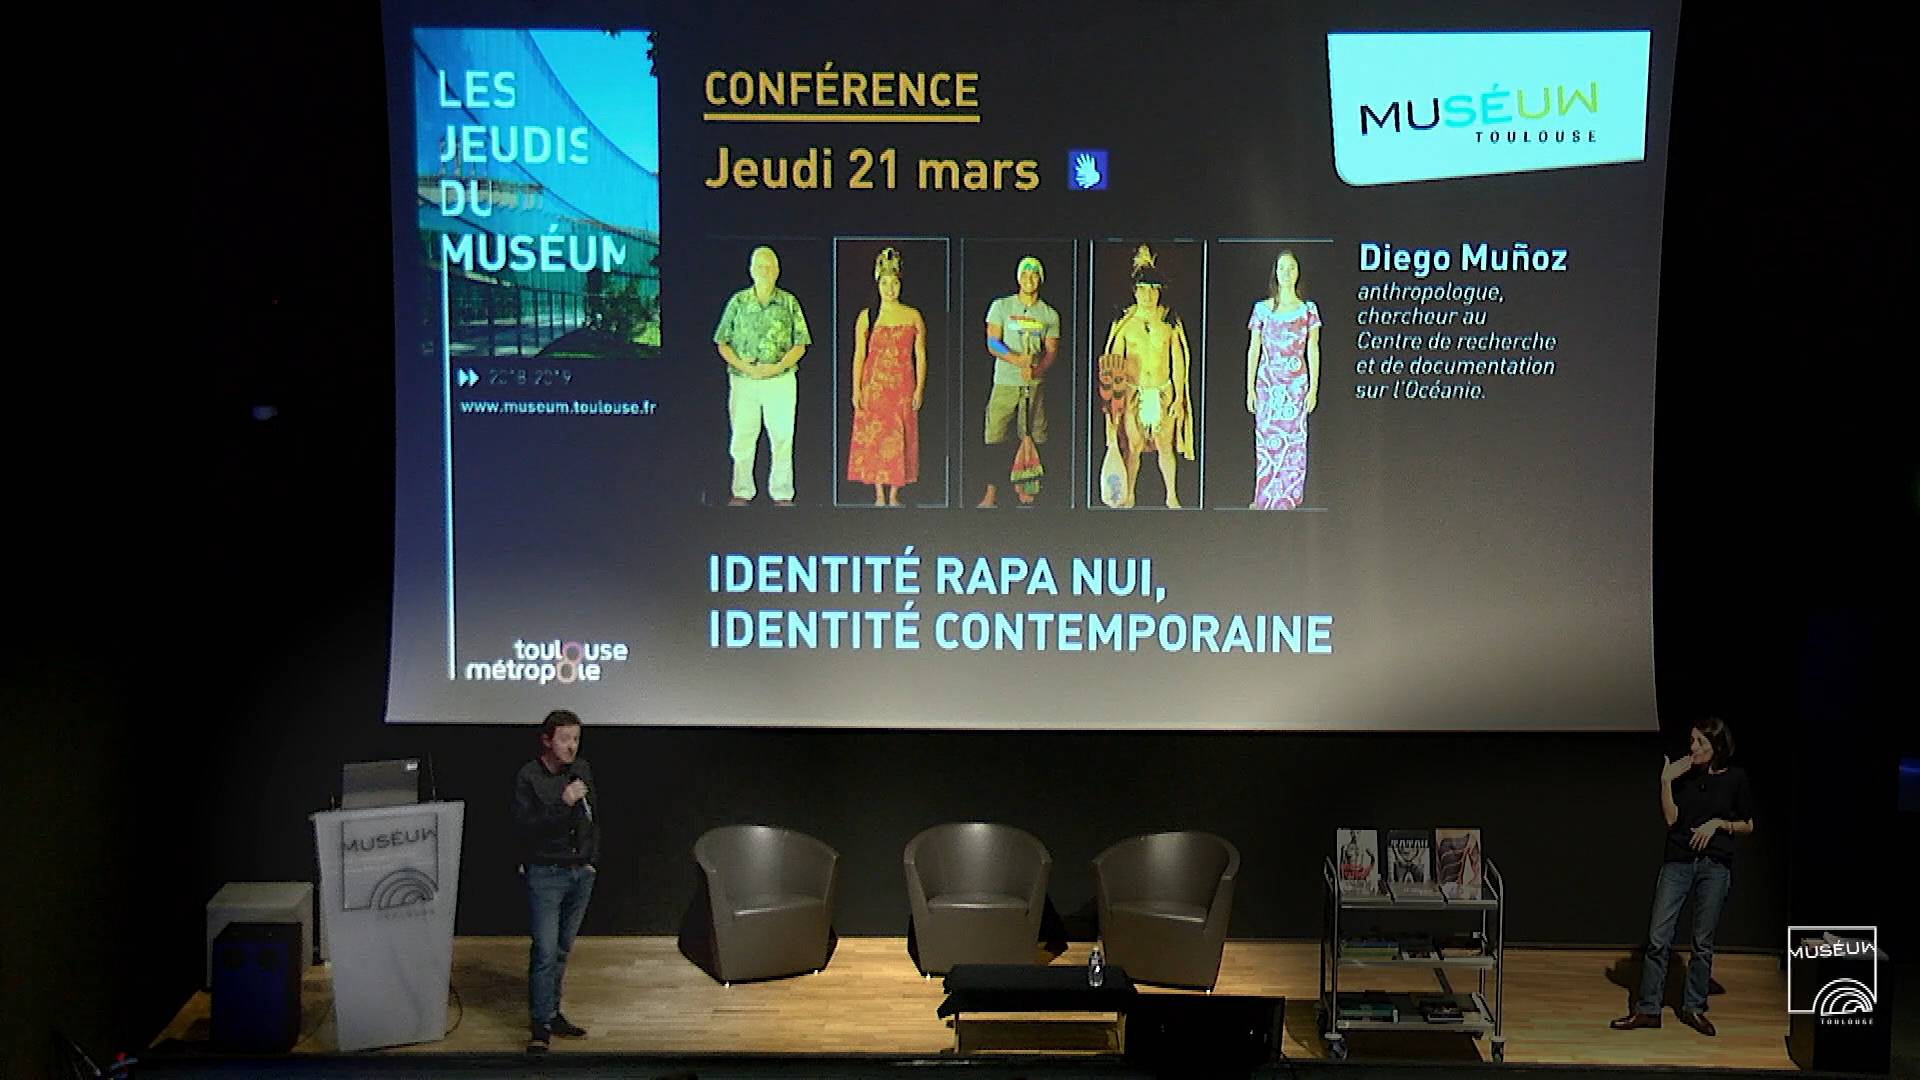 LES
JEUDIS
DU
MUSÉUM
2018-2019
www.museum.toulouse.fr
toulouse
métropole
CONFÉRENCE
Jeudi 21 mars
MUSÉUM
TOULOUSE
Diego Muñoz
anthropologue,
chercheur au
Centre de recherche
et de documentation
sur l'Océanie.
IDENTITÉ RAPA NUI,
IDENTITÉ CONTEMPORAINE
MUSÉUM
TOULOUSE
TATAU
MUSÉUM
TOULOUSE